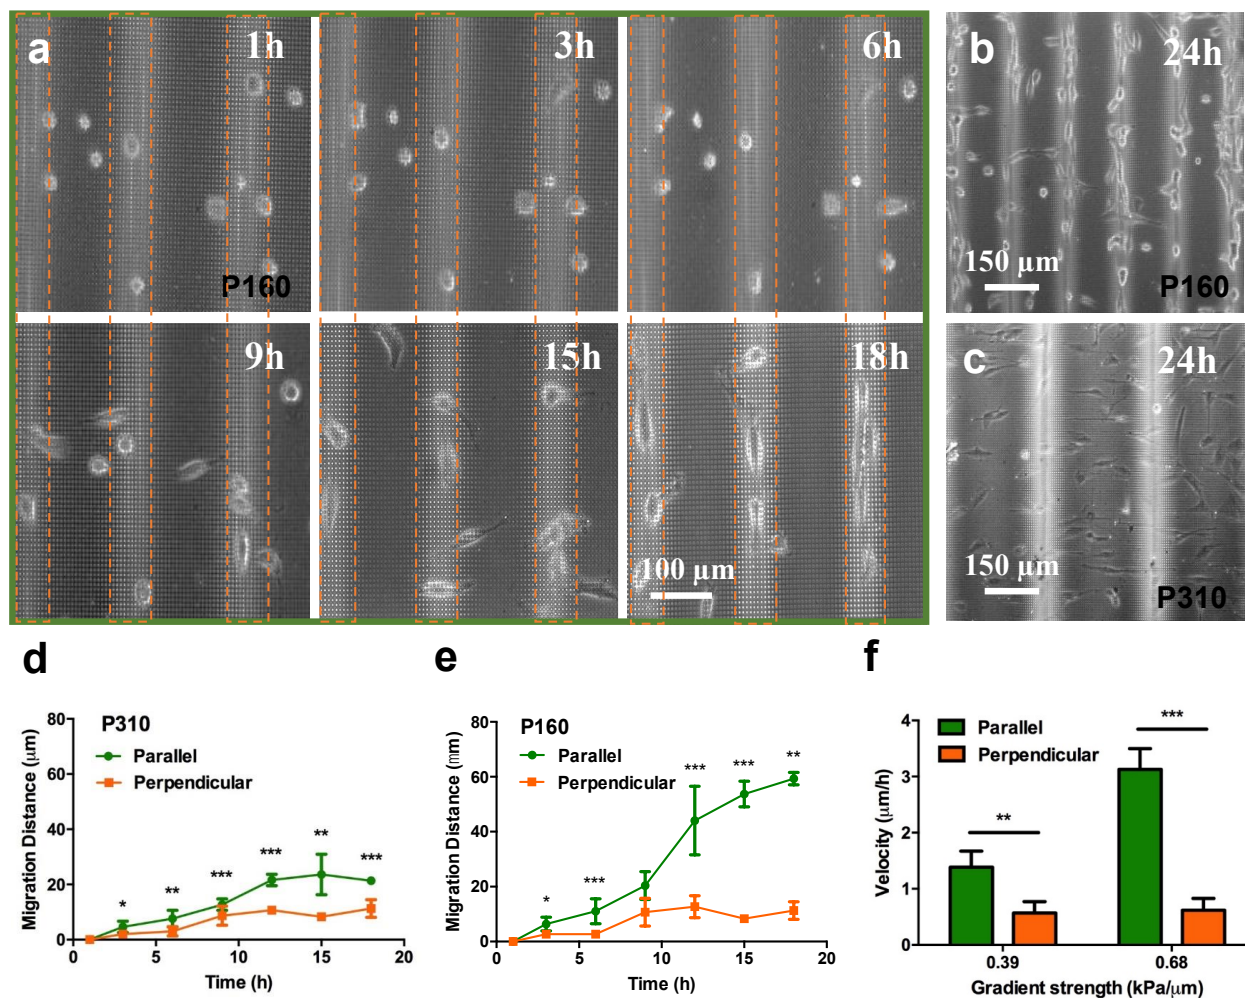 a
1h
3h
6h
P160
9h
15h
18h
100 µm
b
24h
150 µm
P160
c
24h
150 µm
P310
d
P310
Parallel
Perpendicular
Migration Distance (µm)
80
60
40
20
0
* ** *** *** ** ***
0 5 10 15 20
Time (h)
e
P160
Parallel
Perpendicular
Migration Distance (mm)
80
60
40
20
0
* *** *** *** **
0 5 10 15 20
Time (h)
f
Parallel
Perpendicular
Velocity (µm/h)
4
3
2
1
0
** ***
0.39 0.68
Gradient strength (kPa/µm)